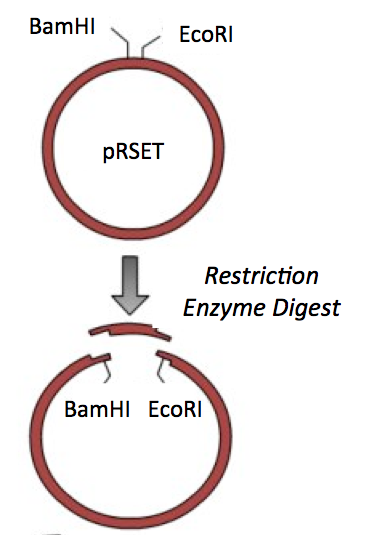 BamHI
EcoRI
pRSET
Restriction
Enzyme Digest
BamHI EcoRI